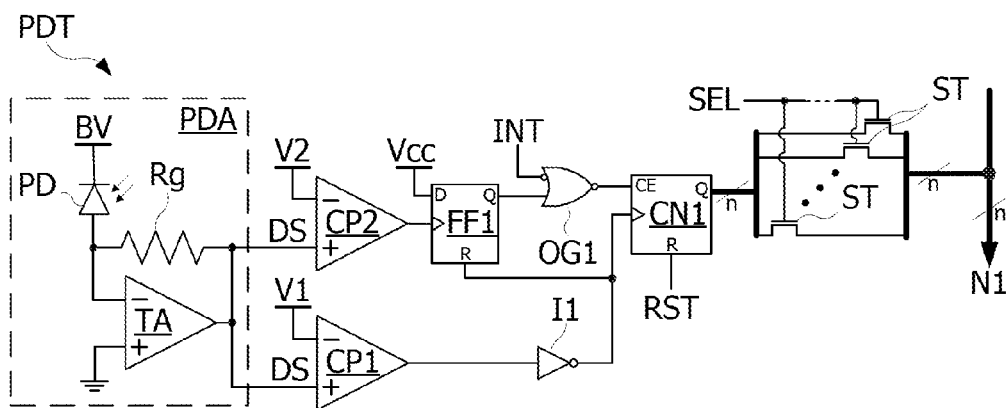 PDT
PDA
BV
PD
Rg
TA
V2
DS
CP2
VCC
D
Q
FF1
R
INT
OG1
CE
Q
CN1
R
RST
n
SEL
ST
ST
n
n
N1
V1
DS
CP1
I1